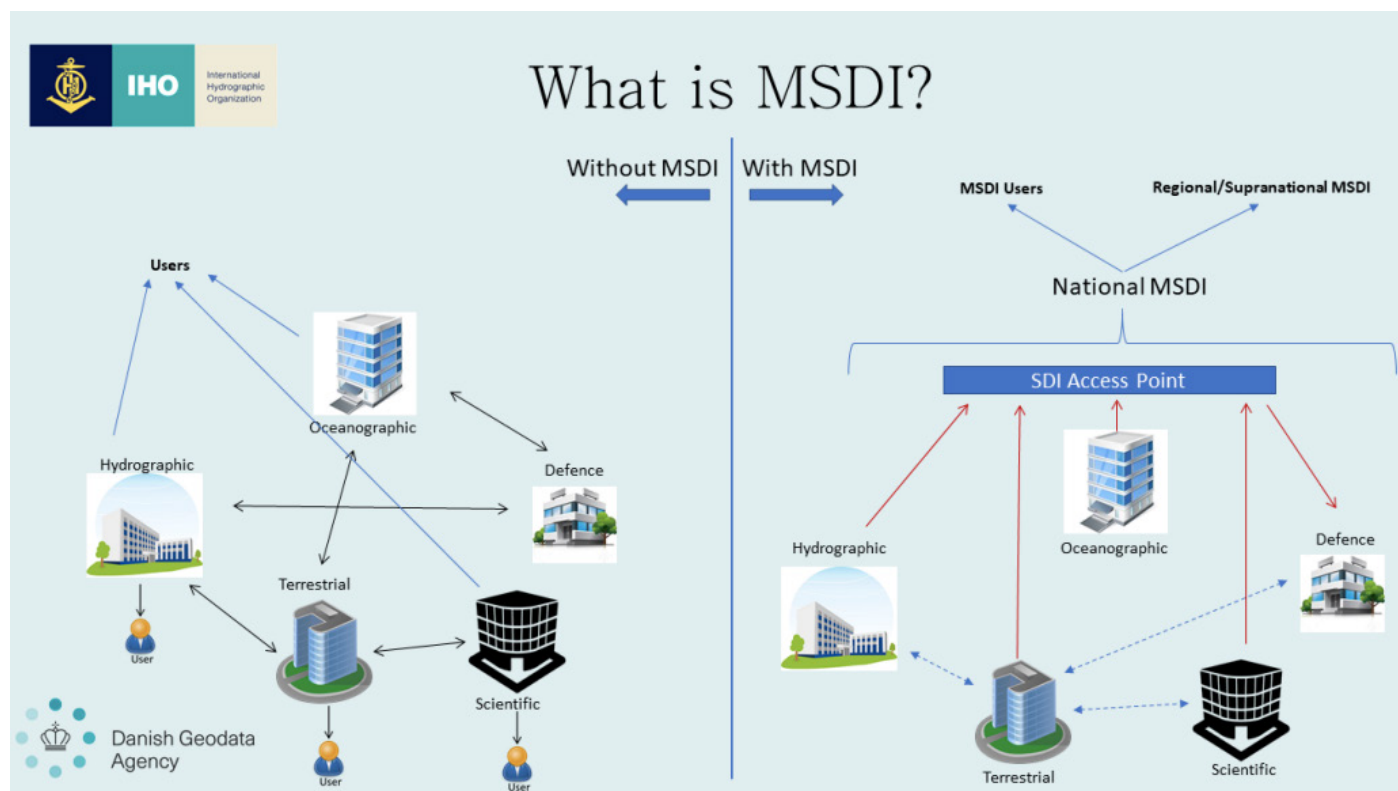 IHO
International
Hydrographic
Organization
What is MSDI?
Without MSDI
With MSDI
Users
Oceanographic
Hydrographic
Defence
Terrestrial
User
Scientific
User
User
Danish Geodata
Agency
MSDI Users
Regional/Supranational MSDI
National MSDI
SDI Access Point
Hydrographic
Oceanographic
Defence
Terrestrial
Scientific